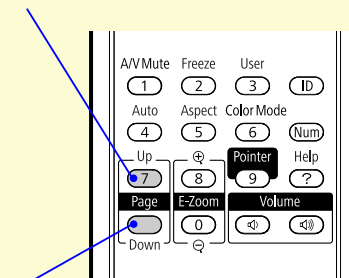 A/V Mute Freeze User
1 2 3 ID
Auto Aspect Color Mode
4 5 6 Num
Up Pointer Help
7 8 9 ?
Page E-Zoom Volume
0
Down